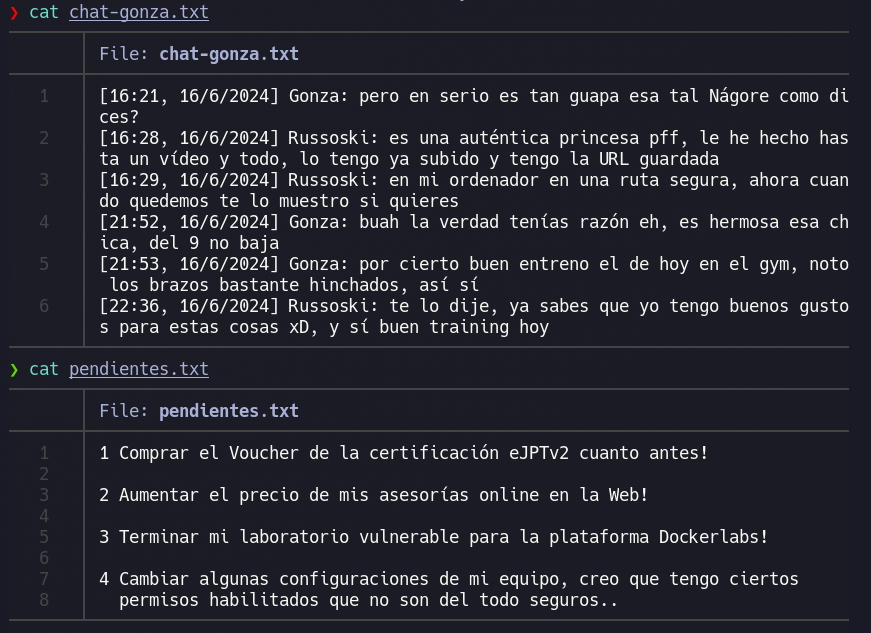 ❯ cat chat-gonza.txt
File: chat-gonza.txt
1 [16:21, 16/6/2024] Gonza: pero en serio es tan guapa esa tal Nágore como di
ces?
2 [16:28, 16/6/2024] Russoski: es una auténtica princesa pff, le he hecho has
ta un vídeo y todo, lo tengo ya subido y tengo la URL guardada
3 [16:29, 16/6/2024] Russoski: en mi ordenador en una ruta segura, ahora cuan
do quedemos te lo muestro si quieres
4 [21:52, 16/6/2024] Gonza: buah la verdad tenías razón eh, es hermosa esa ch
ica, del 9 no baja
5 [21:53, 16/6/2024] Gonza: por cierto buen entreno el de hoy en el gym, noto
los brazos bastante hinchados, así sí
6 [22:36, 16/6/2024] Russoski: te lo dije, ya sabes que yo tengo buenos gusto
s para estas cosas xD, y sí buen training hoy
❯ cat pendientes.txt
File: pendientes.txt
1 1 Comprar el Voucher de la certificación eJPTv2 cuanto antes!
2
3 2 Aumentar el precio de mis asesorías online en la Web!
4
5 3 Terminar mi laboratorio vulnerable para la plataforma Dockerlabs!
6
7 4 Cambiar algunas configuraciones de mi equipo, creo que tengo ciertos
8 permisos habilitados que no son del todo seguros..